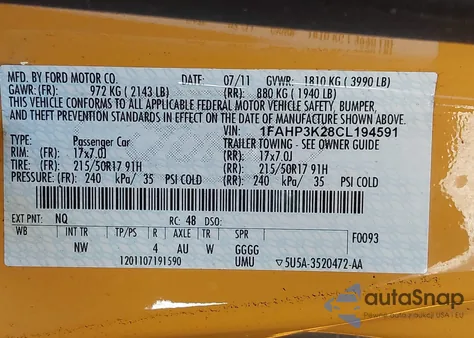 MFD. BY FORD MOTOR CO. DATE: 07/11 GVWR: 1810 KG ( 3990 LB)
GAWR: (FR): 972 KG ( 2143 LB) (RR): 880 KG ( 1940 LB)
THIS VEHICLE CONFORMS TO ALL APPLICABLE FEDERAL MOTOR VEHICLE SAFETY, BUMPER,
AND THEFT PREVENTION STANDARDS IN EFFECT ON THE DATE OF MANUFACTURE SHOWN ABOVE.
VIN: 1FAHP3K28CL194591
TYPE: Passenger Car TRAILER TOWING - SEE OWNER GUIDE
RIM: (FR): 17x7.0J (RR): 17x7.0J
TIRE: (FR): 215/50R17 91H (RR): 215/50R17 91H
PRESSURE: (FR): 240 kPa/ 35 PSI COLD (RR): 240 kPa/ 35 PSI COLD
EXT PNT: NQ RC: 48 DSO:
WB INT TR TP/PS R AXLE TR SPR F0093
NW 4 AU W GGGG
1201107191590 UMU ▽5U5A-3520472-AA
autoSnap